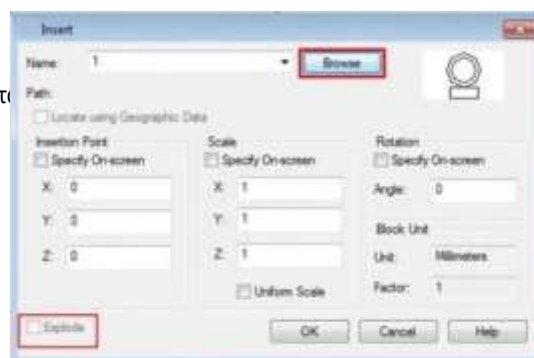 Insert
Name: 1 Browse
Path:
Locate using Geographic Data
Insertion Point Scale Rotation
Specify On-screen Specify On-screen Specify On-screen
X: 0 X: 1 Angle: 0
Y: 0 Y: 1 Block Unit
Z: 0 Z: 1 Unit: Millimeters
Uniform Scale Factor: 1
Explode OK Cancel Help